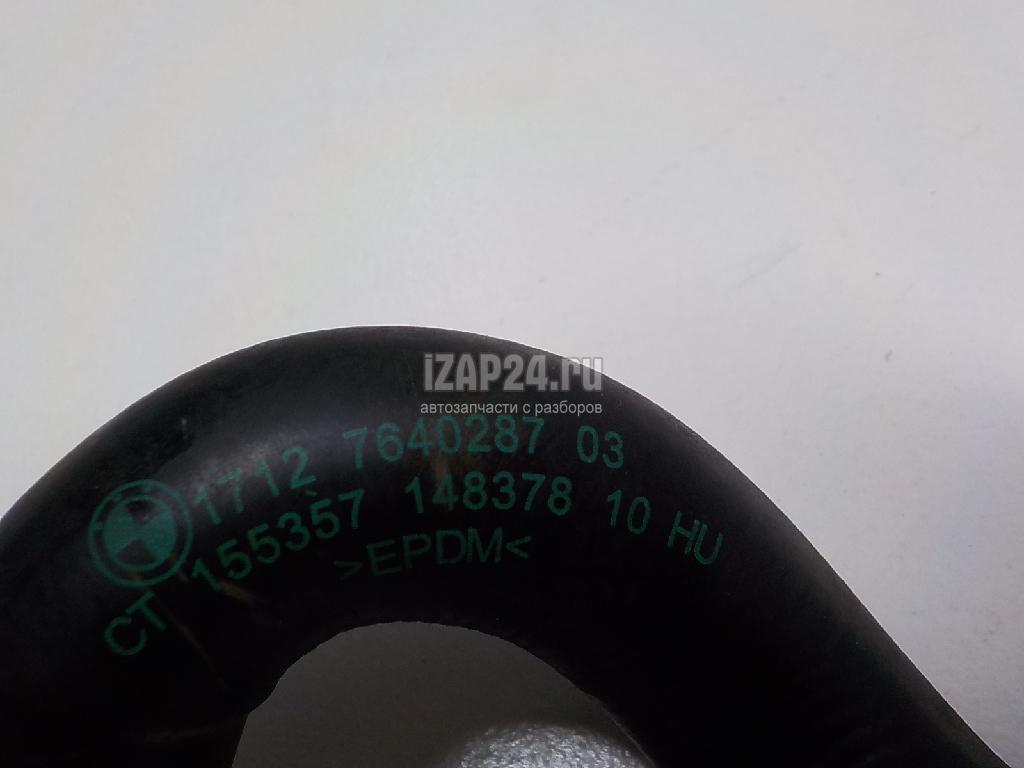 iZAP24.ru
автозапчасти с разборов
1712 7640287 03
CT 155357 148378 10 HU
>EPDM<